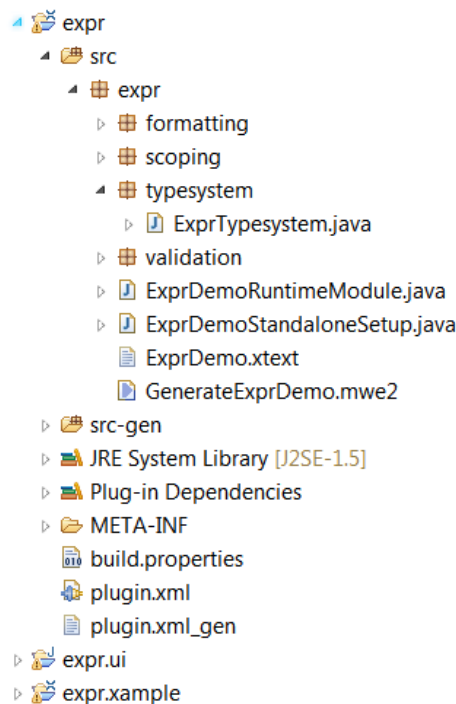 expr
src
expr
formatting
scoping
typesystem
ExprTypesystem.java
validation
ExprDemoRuntimeModule.java
ExprDemoStandaloneSetup.java
ExprDemo.xtext
GenerateExprDemo.mwe2
src-gen
JRE System Library [J2SE-1.5]
Plug-in Dependencies
META-INF
build.properties
plugin.xml
plugin.xml_gen
expr.ui
expr.xample